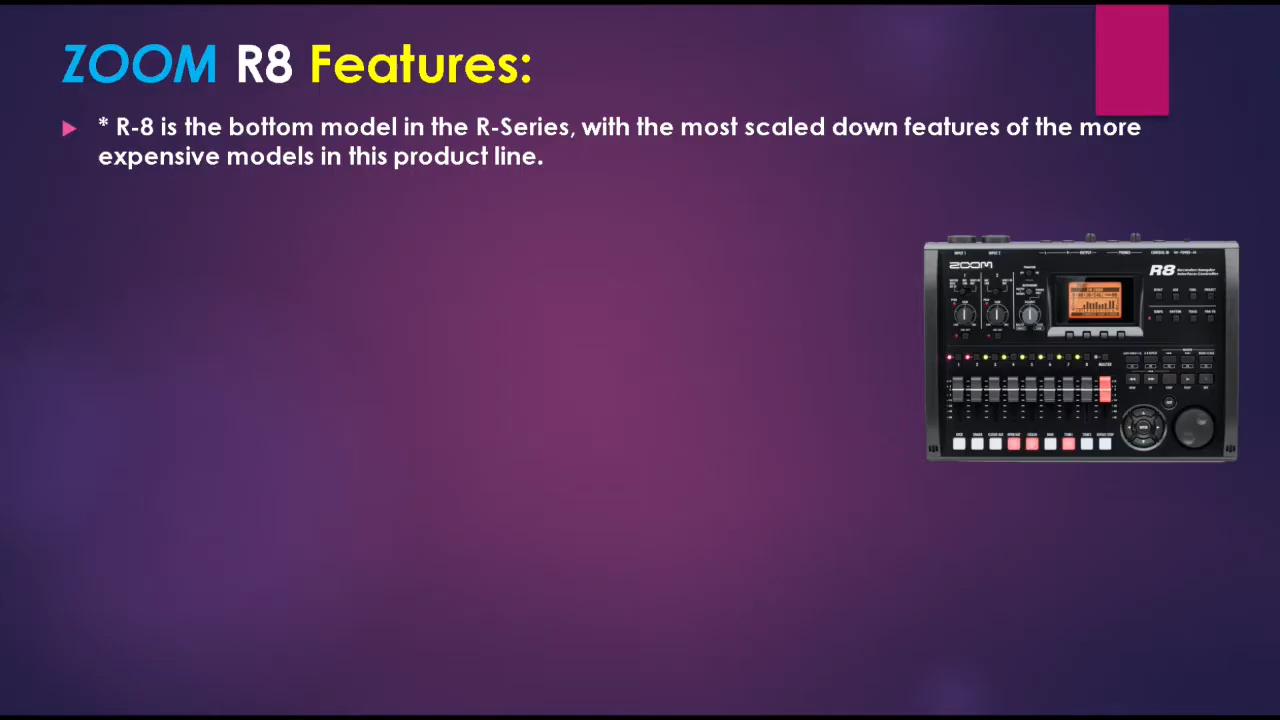 ZOOM R8 Features:
* R-8 is the bottom model in the R-Series, with the most scaled down features of the more
expensive models in this product line.
ZOOM
R8
MASTER